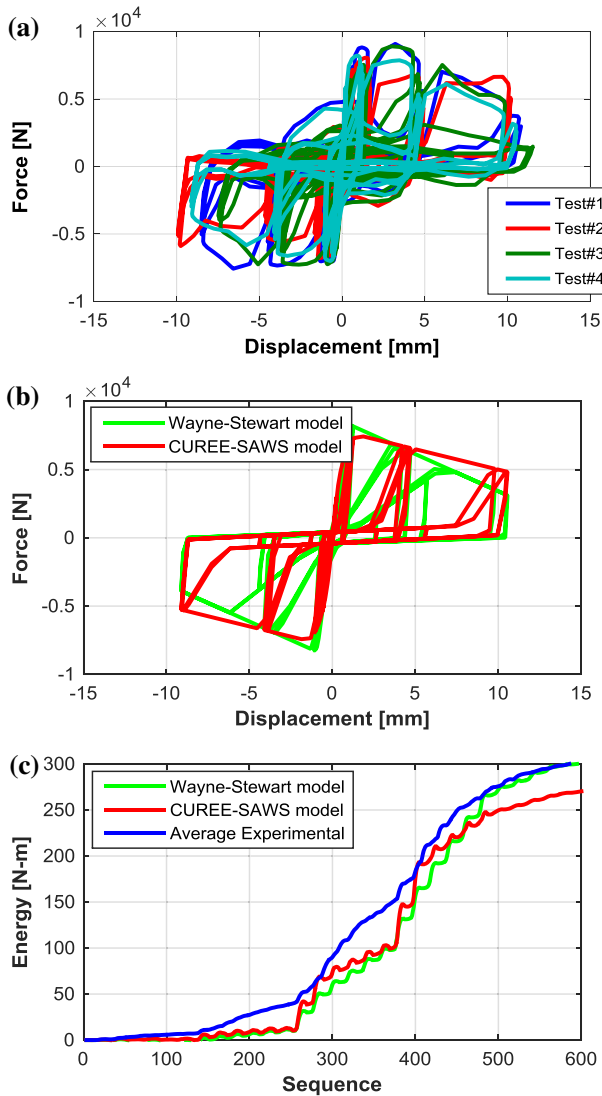 (a)
× 10^4
1
0.5
0
-0.5
-1
Force [N]
-15 -10 -5 0 5 10 15
Displacement [mm]
Test#1
Test#2
Test#3
Test#4
(b)
× 10^4
1
0.5
0
-0.5
-1
Force [N]
-15 -10 -5 0 5 10 15
Displacement [mm]
Wayne-Stewart model
CUREE-SAWS model
(c)
300
250
200
150
100
50
0
Energy [N-m]
0 100 200 300 400 500 600
Sequence
Wayne-Stewart model
CUREE-SAWS model
Average Experimental